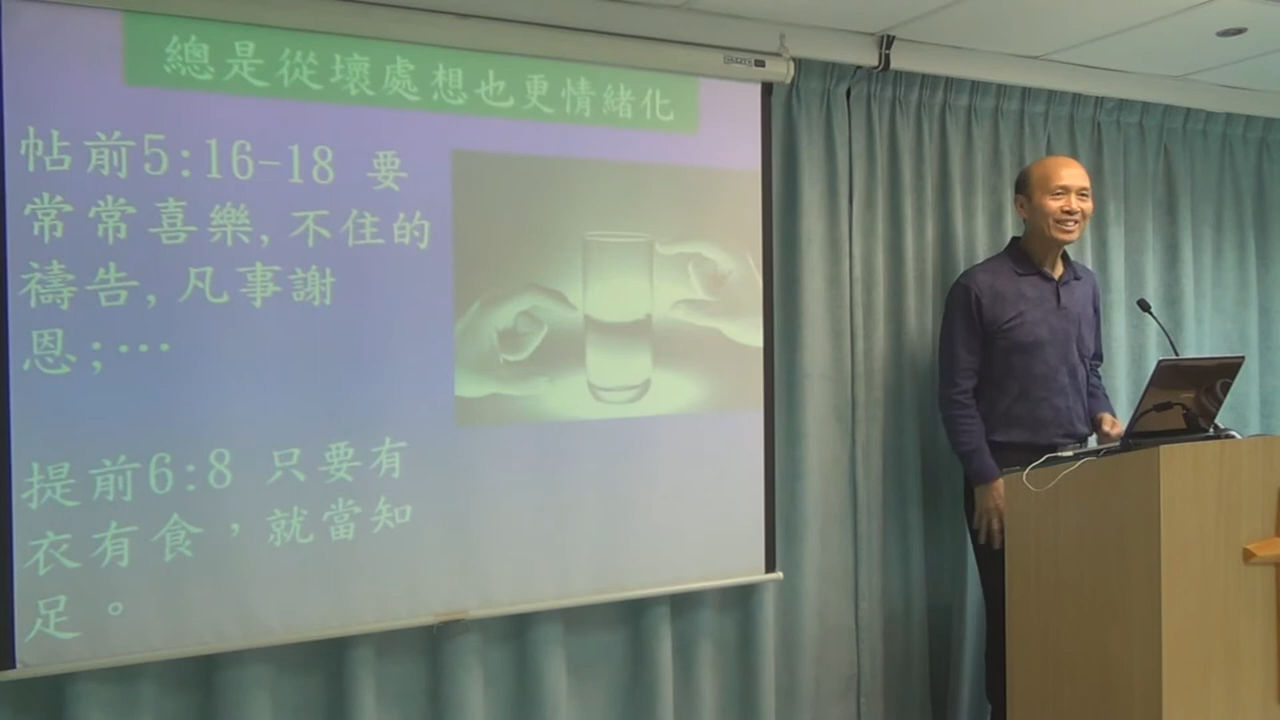 總是從壞處想也更情緒化
帖前5:16-18 要
常常喜樂,不住的
禱告,凡事謝
恩;…
提前6:8 只要有
衣有食，就當知
足。